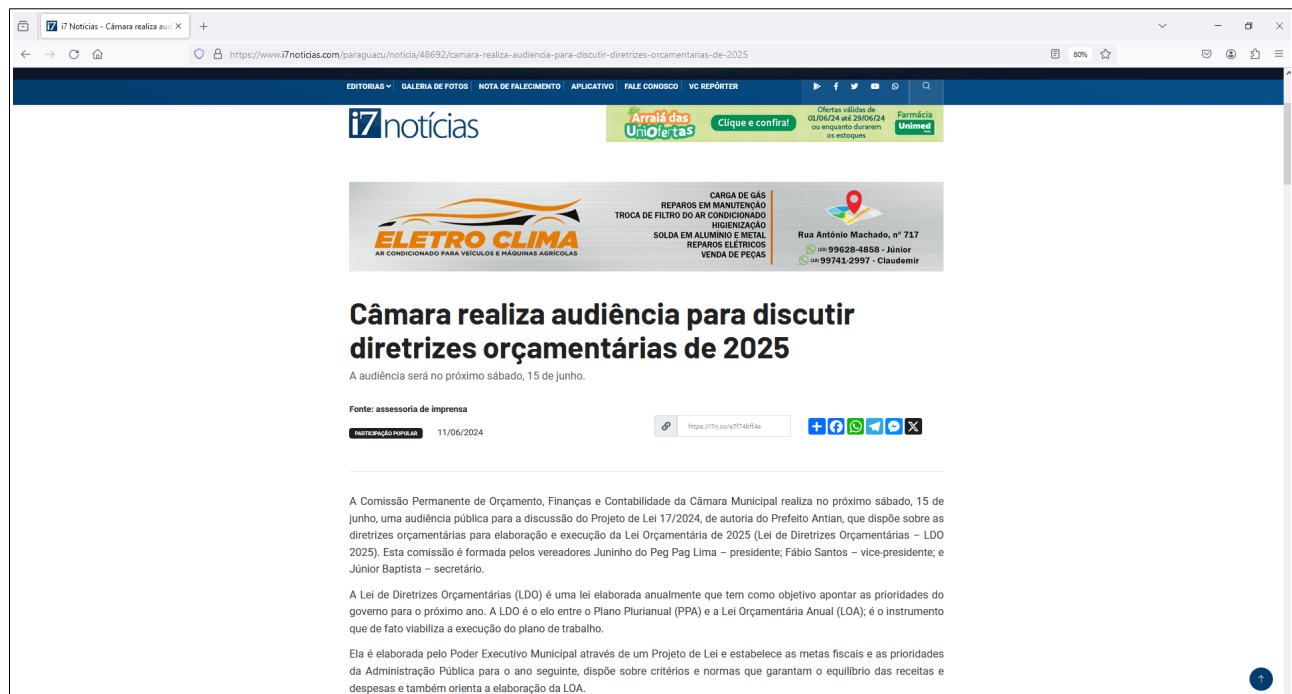 i7 Notícias - Câmara realiza aud
https://www.i7noticias.com/paraguacu/noticia/48692/camara-realiza-audiencia-para-discutir-diretrizes-orcamentarias-de-2025
80%
EDITORIAS GALERIA DE FOTOS NOTA DE FALECIMENTO APLICATIVO FALE CONOSCO VC REPÓRTER
i7 notícias
Arraiá das
UniOfertas
Clique e confira!
Ofertas válidas de
01/06/24 até 29/06/24
ou enquanto durarem
os estoques
Farmácia
Unimed
ELETRO CLIMA
AR CONDICIONADO PARA VEÍCULOS E MÁQUINAS AGRÍCOLAS
CARGA DE GÁS
REPAROS EM MANUTENÇÃO
TROCA DE FILTRO DO AR CONDICIONADO
HIGIENIZAÇÃO
SOLDA EM ALUMÍNIO E METAL
REPAROS ELÉTRICOS
VENDA DE PEÇAS
Rua Antônio Machado, nº 717
(18) 99628-4858 - Júnior
(18) 99741-2997 - Claudemir
Câmara realiza audiência para discutir
diretrizes orçamentárias de 2025
A audiência será no próximo sábado, 15 de junho.
Fonte: assessoria de imprensa
PARTICIPAÇÃO POPULAR 11/06/2024
https://i7n.co/e7f74bff4e
A Comissão Permanente de Orçamento, Finanças e Contabilidade da Câmara Municipal realiza no próximo sábado, 15 de
junho, uma audiência pública para a discussão do Projeto de Lei 17/2024, de autoria do Prefeito Antian, que dispõe sobre as
diretrizes orçamentárias para elaboração e execução da Lei Orçamentária de 2025 (Lei de Diretrizes Orçamentárias – LDO
2025). Esta comissão é formada pelos vereadores Juninho do Peg Pag Lima – presidente; Fábio Santos – vice-presidente; e
Júnior Baptista – secretário.
A Lei de Diretrizes Orçamentárias (LDO) é uma lei elaborada anualmente que tem como objetivo apontar as prioridades do
governo para o próximo ano. A LDO é o elo entre o Plano Plurianual (PPA) e a Lei Orçamentária Anual (LOA); é o instrumento
que de fato viabiliza a execução do plano de trabalho.
Ela é elaborada pelo Poder Executivo Municipal através de um Projeto de Lei e estabelece as metas fiscais e as prioridades
da Administração Pública para o ano seguinte, dispõe sobre critérios e normas que garantam o equilíbrio das receitas e
despesas e também orienta a elaboração da LOA.